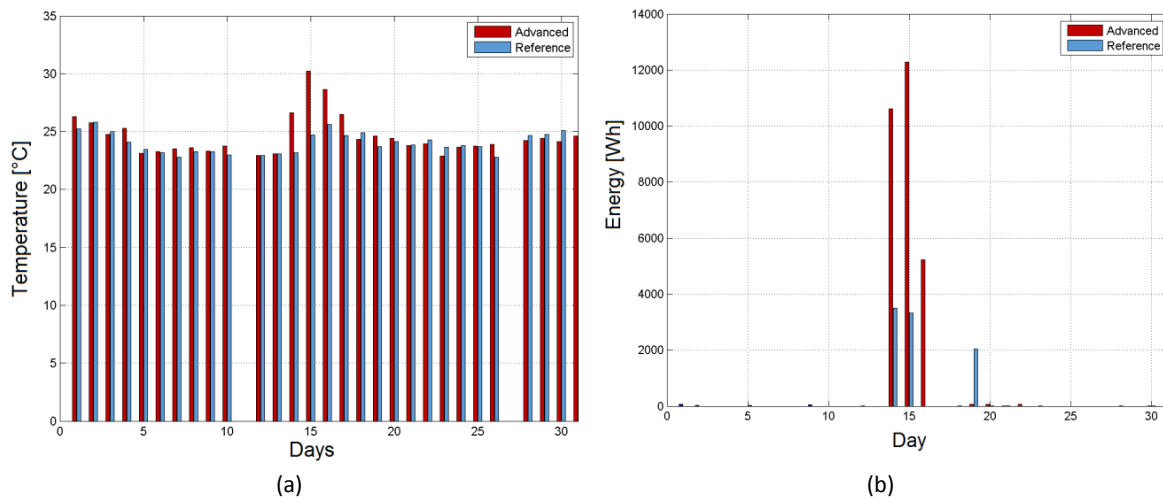 Advanced
Reference
35
30
25
20
15
10
5
0
Temperature [°C]
0 5 10 15 20 25 30
Days
(a)
Advanced
Reference
14000
12000
10000
8000
6000
4000
2000
0
Energy [Wh]
0 5 10 15 20 25 30
Day
(b)